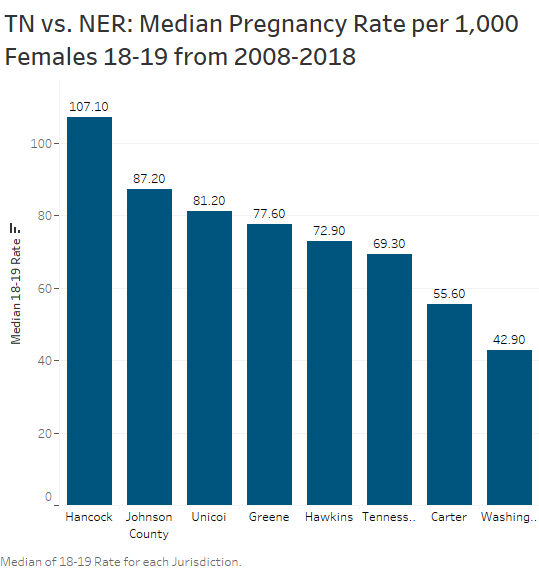 TN vs. NER: Median Pregnancy Rate per 1,000
Females 18-19 from 2008-2018
107.10
87.20
81.20
77.60
72.90
69.30
55.60
42.90
100
80
60
40
20
0
Median 18-19 Rate
Hancock
Johnson
County
Unicoi
Greene
Hawkins
Tenness..
Carter
Washing..
Median of 18-19 Rate for each Jurisdiction.